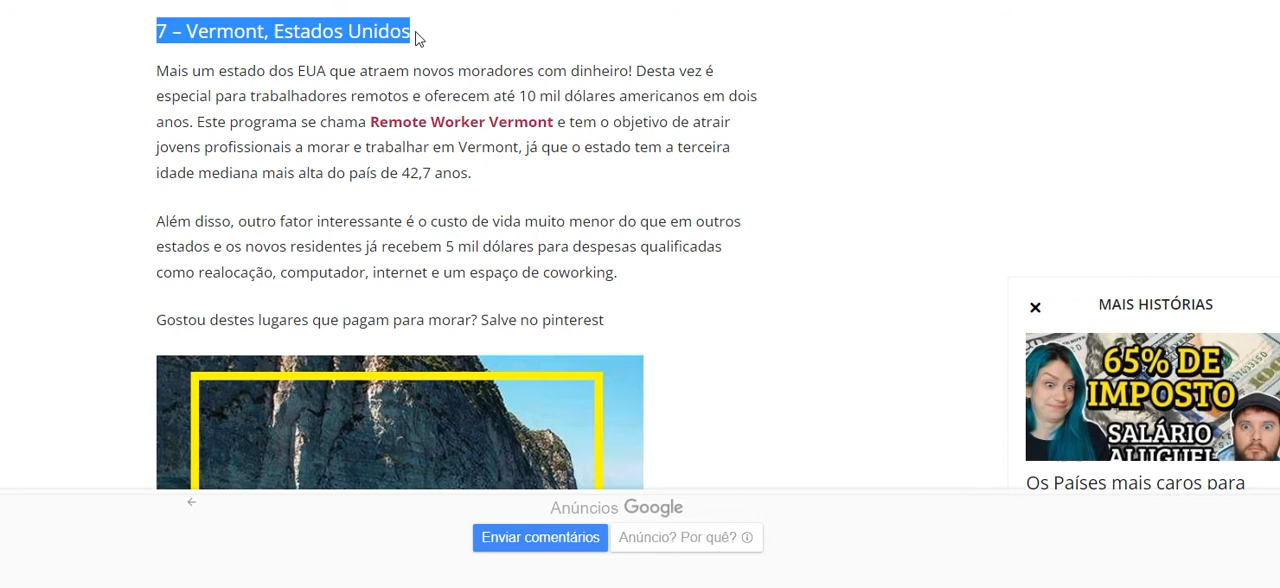 7 – Vermont, Estados Unidos
Mais um estado dos EUA que atraem novos moradores com dinheiro! Desta vez é
especial para trabalhadores remotos e oferecem até 10 mil dólares americanos em dois
anos. Este programa se chama Remote Worker Vermont e tem o objetivo de atrair
jovens profissionais a morar e trabalhar em Vermont, já que o estado tem a terceira
idade mediana mais alta do país de 42,7 anos.
Além disso, outro fator interessante é o custo de vida muito menor do que em outros
estados e os novos residentes já recebem 5 mil dólares para despesas qualificadas
como realocação, computador, internet e um espaço de coworking.
Gostou destes lugares que pagam para morar? Salve no pinterest
MAIS HISTÓRIAS
65% DE
IMPOSTO
SALÁRIO
ALUGUEL
Os Países mais caros para
Anúncios Google
Enviar comentários
Anúncio? Por quê?